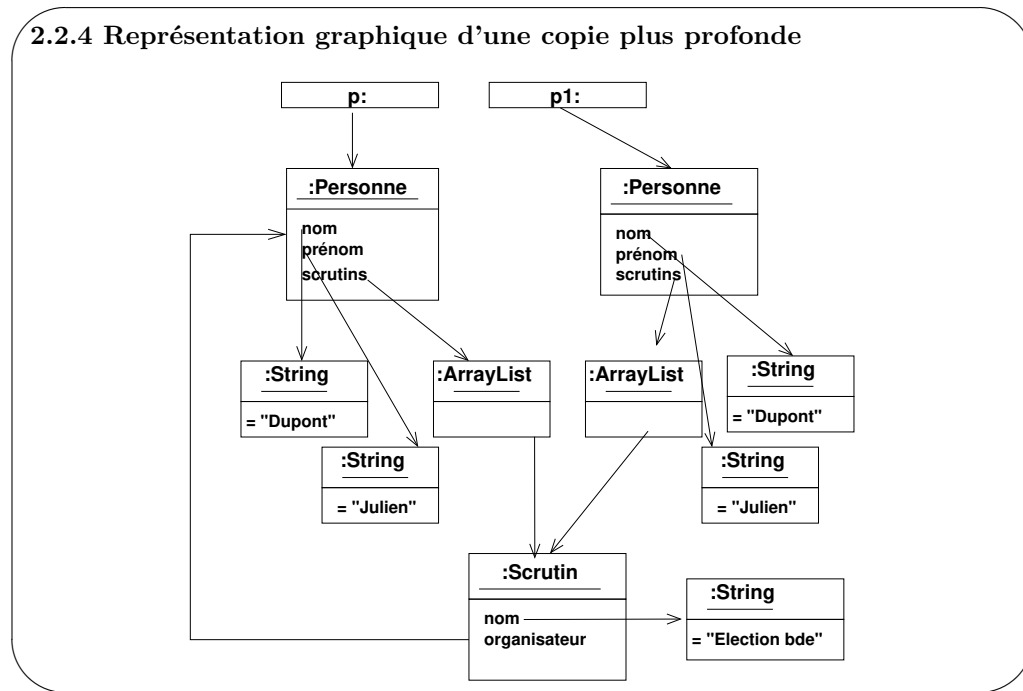 2.2.4 Représentation graphique d'une copie plus profonde
p:
p1:
:Personne
nom
prénom
scrutins
:Personne
nom
prénom
scrutins
:String
= "Dupont"
:ArrayList
:ArrayList
:String
= "Dupont"
:String
= "Julien"
:String
= "Julien"
:Scrutin
nom
organisateur
:String
= "Election bde"